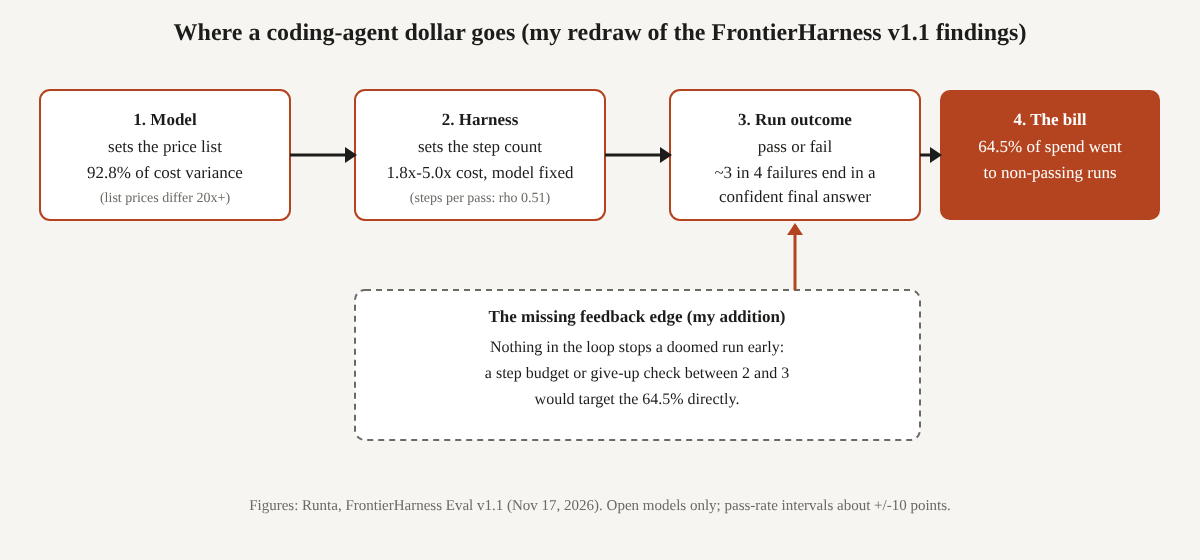 Where a coding-agent dollar goes (my redraw of the FrontierHarness v1.1 findings)
1. Model
sets the price list
92.8% of cost variance
(list prices differ 20x+)
2. Harness
sets the step count
1.8x-5.0x cost, model fixed
(steps per pass: rho 0.51)
3. Run outcome
pass or fail
~3 in 4 failures end in a
confident final answer
4. The bill
64.5% of spend went
to non-passing runs
The missing feedback edge (my addition)
Nothing in the loop stops a doomed run early:
a step budget or give-up check between 2 and 3
would target the 64.5% directly.
Figures: Runta, FrontierHarness Eval v1.1 (Nov 17, 2026). Open models only; pass-rate intervals about +/-10 points.